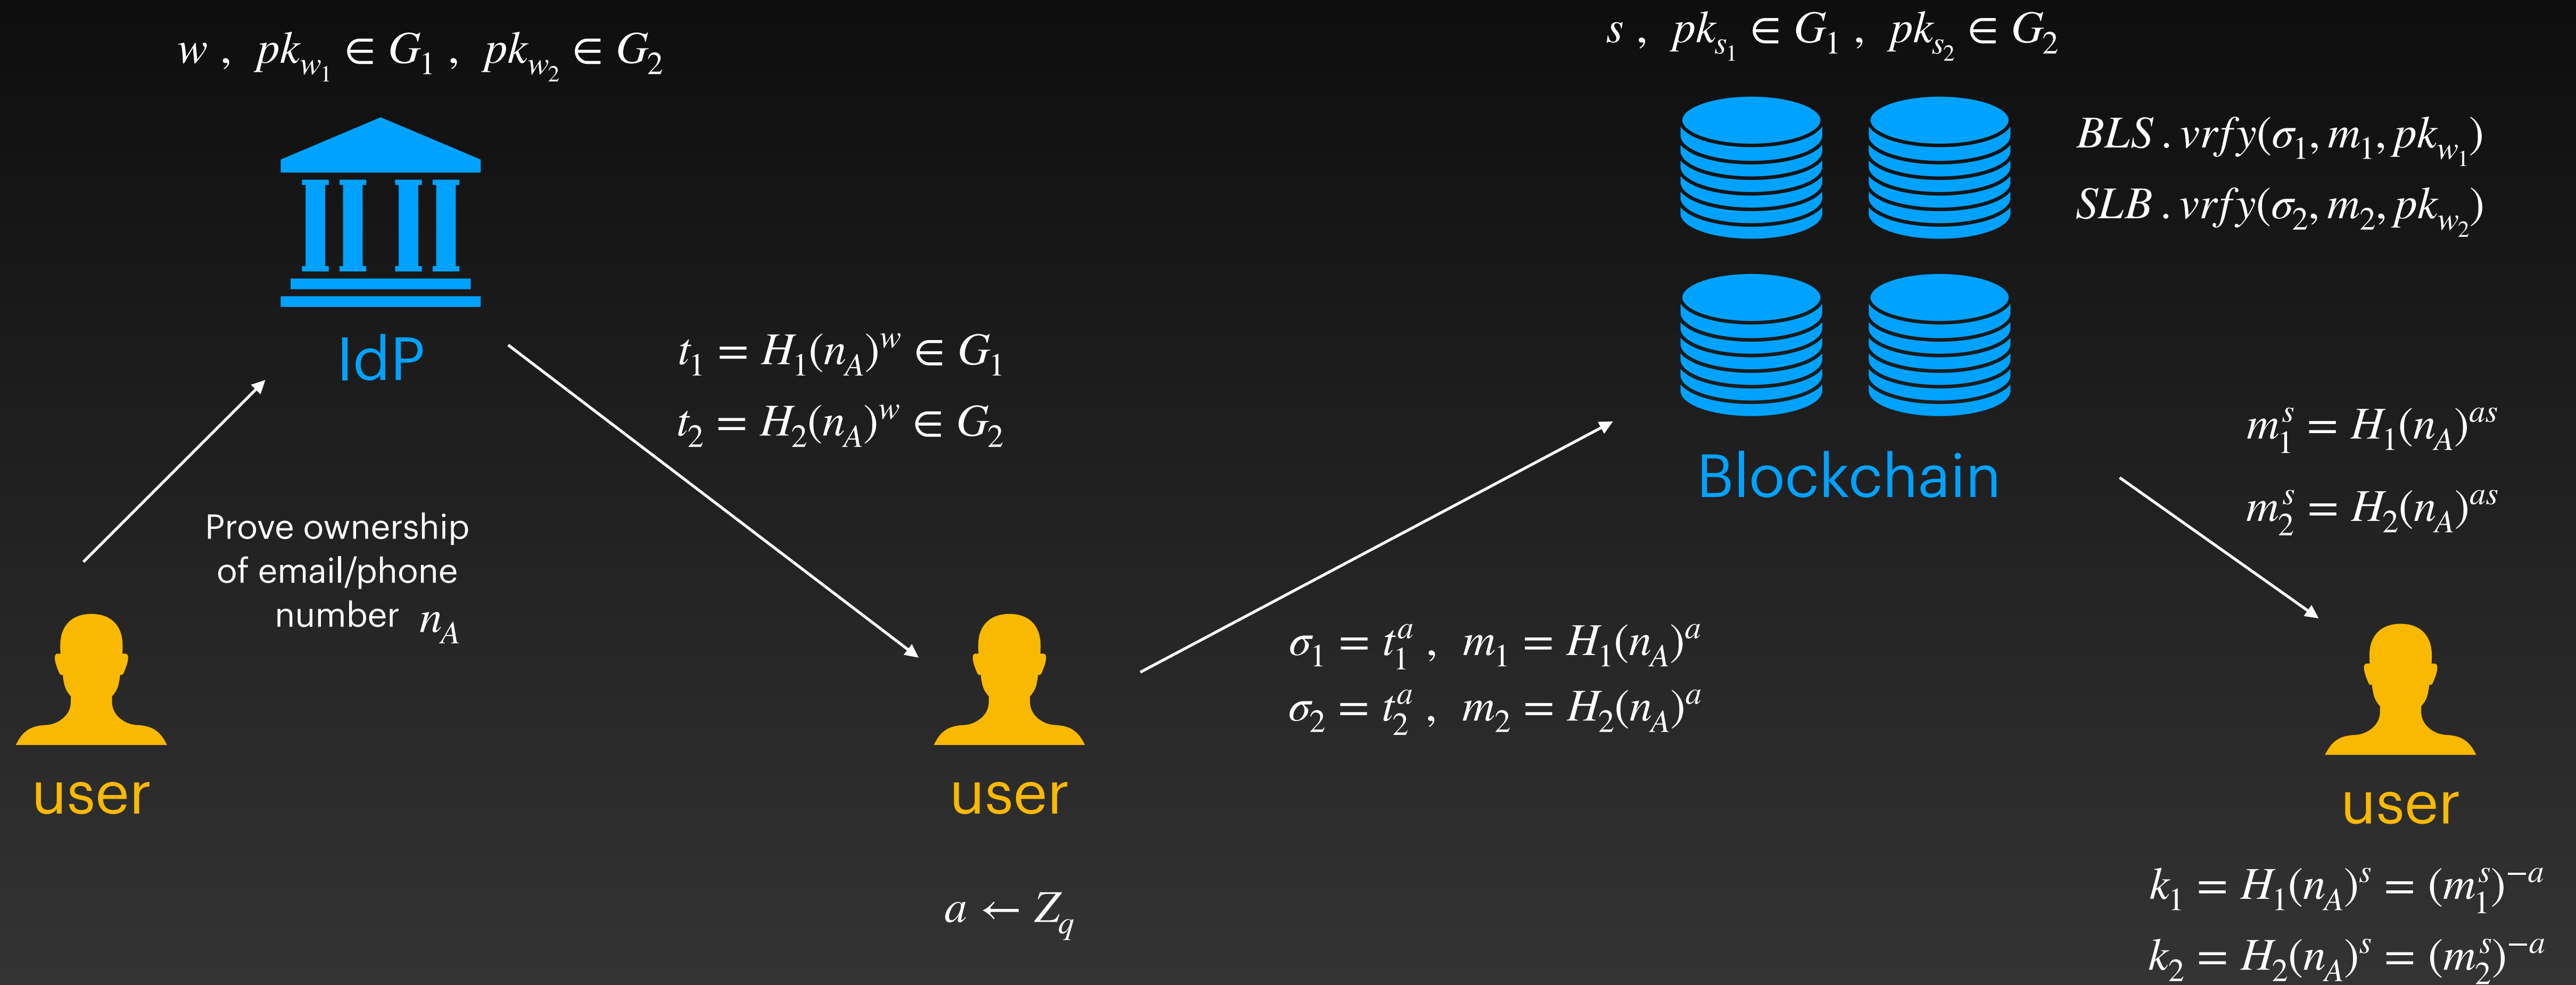 w , pk_{w_1} ∈ G_1 , pk_{w_2} ∈ G_2
IdP
Prove ownership
of email/phone
number n_A
user
t_1 = H_1(n_A)^w ∈ G_1
t_2 = H_2(n_A)^w ∈ G_2
user
a ← Z_q
σ_1 = t_1^a , m_1 = H_1(n_A)^a
σ_2 = t_2^a , m_2 = H_2(n_A)^a
s , pk_{s_1} ∈ G_1 , pk_{s_2} ∈ G_2
BLS . vrfy(σ_1, m_1, pk_{w_1})
SLB . vrfy(σ_2, m_2, pk_{w_2})
Blockchain
m_1^s = H_1(n_A)^{as}
m_2^s = H_2(n_A)^{as}
user
k_1 = H_1(n_A)^s = (m_1^s)^{−a}
k_2 = H_2(n_A)^s = (m_2^s)^{−a}